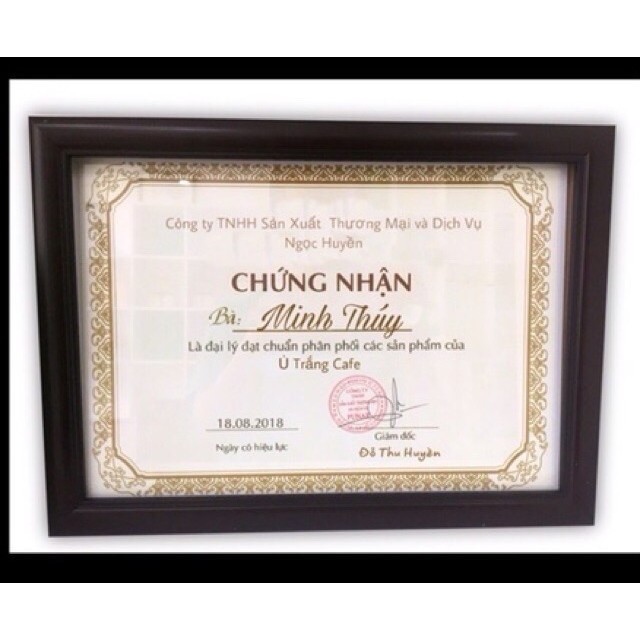 Công ty TNHH Sản Xuất Thương Mại và Dịch Vụ
Ngọc Huyền
CHỨNG NHẬN
Bà: Minh Thúy
Là đại lý đạt chuẩn phân phối các sản phẩm của
Ủ Trắng Cafe
18.08.2018
Ngày có hiệu lực
Giám đốc
Đỗ Thu Huyền